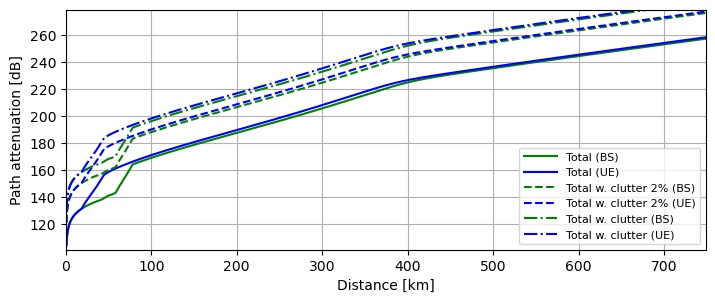 Path attenuation [dB]
260
240
220
200
180
160
140
120
0 100 200 300 400 500 600 700
Distance [km]
Total (BS)
Total (UE)
Total w. clutter 2% (BS)
Total w. clutter 2% (UE)
Total w. clutter (BS)
Total w. clutter (UE)